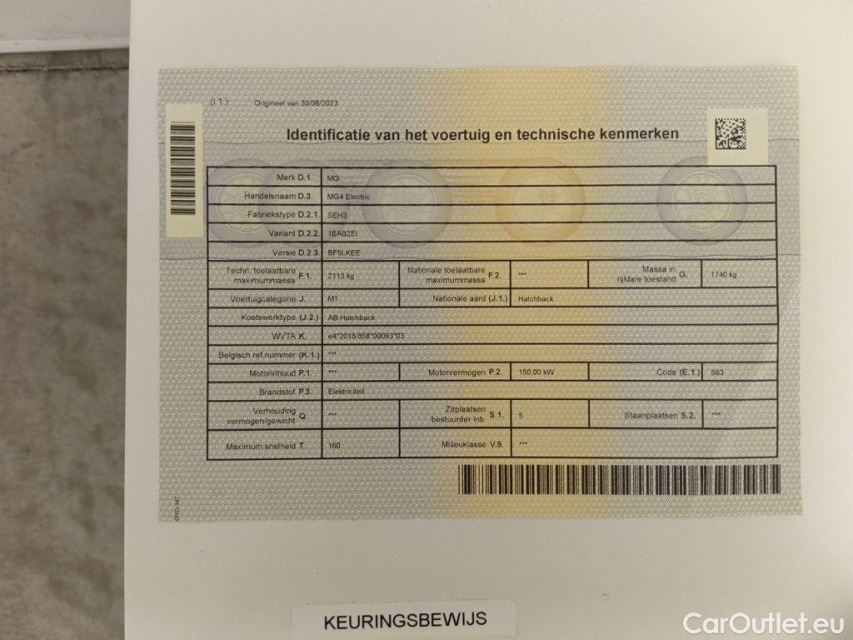 (I.1.) Origineel van 30/08/2023
Identificatie van het voertuig en technische kenmerken
Merk D.1. MG
Handelsnaam D.3. MG4 Electric
Fabriekstype D.2.1. SEH3
Variant D.2.2. 1EAB2EI
Versie D.2.3. BF5LKEE
Techn. toelaatbare maximummassa F.1. 2113 kg Nationale toelaatbare maximummassa F.2. *** Massa in rijklare toestand G. 1740 kg
Voertuigcategorie J. M1 Nationale aard (J.1.) Hatchback
Koetswerktype (J.2.) AB Hatchback
WVTA K. e4*2018/858*00093*03
Belgisch ref.nummer (K.1.) ***
Motorinhoud P.1 *** Motorvermogen P.2. 150,00 kW Code (E.1.) 563
Brandstof P.3. Elektriciteit
Verhouding vermogen/gewicht Q *** Zitplaatsen bestuurder inb. S.1. 5 Staanplaatsen S.2. ***
Maximum snelheid T. 160 Milieuklasse V.9. ***
KEURINGSBEWIJS
CarOutlet.eu